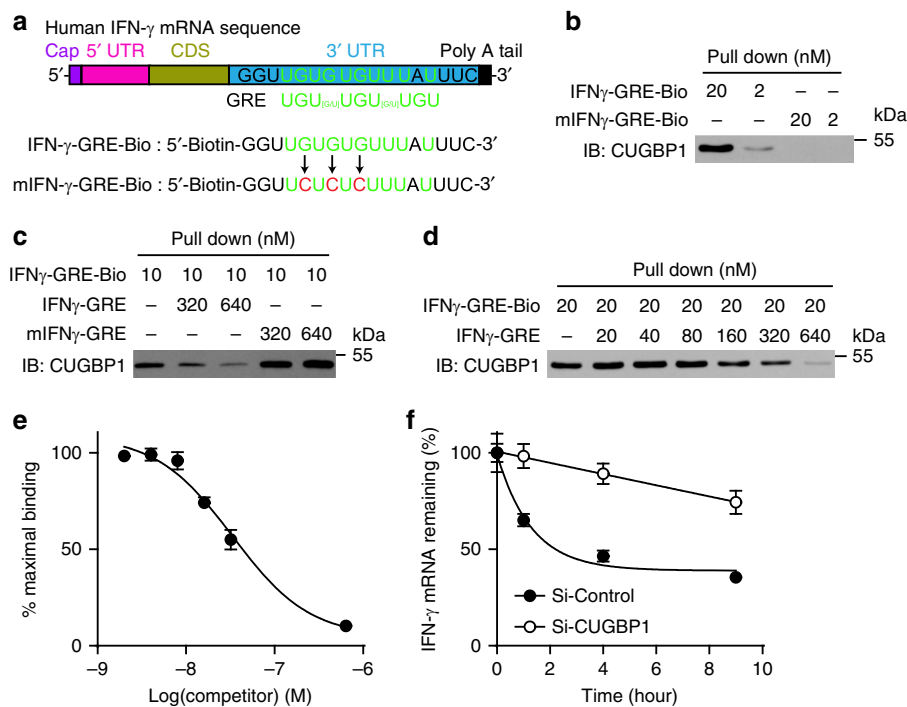 a
Human IFN-γ mRNA sequence
Cap 5′ UTR CDS 3′ UTR Poly A tail
5′- GGUUGUGUGUUUAUUUC -3′
GRE UGU[G/U]UGU[G/U]UGU
IFN-γ-GRE-Bio : 5′-Biotin-GGUUGUGUGUUUAUUUC-3′
mIFN-γ-GRE-Bio : 5′-Biotin-GGUUCUCUCUUUAUUUC-3′
b
Pull down (nM)
IFNγ-GRE-Bio 20 2 – –
mIFNγ-GRE-Bio – – 20 2 kDa
IB: CUGBP1 55
c
Pull down (nM)
IFNγ-GRE-Bio 10 10 10 10 10
IFNγ-GRE – 320 640 – –
mIFNγ-GRE – – – 320 640 kDa
IB: CUGBP1 55
d
Pull down (nM)
IFNγ-GRE-Bio 20 20 20 20 20 20 20
IFNγ-GRE – 20 40 80 160 320 640 kDa
IB: CUGBP1 55
e
% maximal binding
100
50
0
–9 –8 –7 –6
Log(competitor) (M)
f
IFN-γ mRNA remaining (%)
100
50
0
Si-Control
Si-CUGBP1
0 2 4 6 8 10
Time (hour)